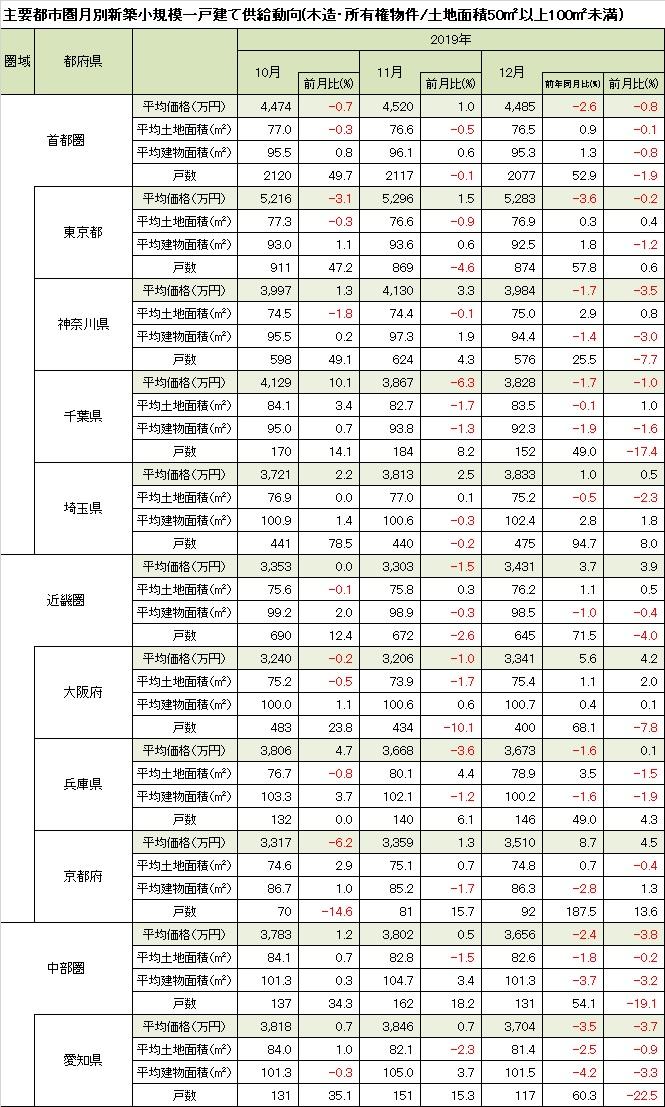 主要都市圏月別新築小規模一戸建て供給動向(木造・所有権物件/土地面積50㎡以上100㎡未満)
圏域 都府県 2019年
10月 前月比(%) 11月 前月比(%) 12月 前年同月比(%) 前月比(%)
首都圏 平均価格(万円) 4,474 -0.7 4,520 1.0 4,485 -2.6 -0.8
平均土地面積(㎡) 77.0 -0.3 76.6 -0.5 76.5 0.9 -0.1
平均建物面積(㎡) 95.5 0.8 96.1 0.6 95.3 1.3 -0.8
戸数 2120 49.7 2117 -0.1 2077 52.9 -1.9
東京都 平均価格(万円) 5,216 -3.1 5,296 1.5 5,283 -3.6 -0.2
平均土地面積(㎡) 77.3 -0.3 76.6 -0.9 76.9 0.3 0.4
平均建物面積(㎡) 93.0 1.1 93.6 0.6 92.5 1.8 -1.2
戸数 911 47.2 869 -4.6 874 57.8 0.6
神奈川県 平均価格(万円) 3,997 1.3 4,130 3.3 3,984 -1.7 -3.5
平均土地面積(㎡) 74.5 -1.8 74.4 -0.1 75.0 2.9 0.8
平均建物面積(㎡) 95.5 0.2 97.3 1.9 94.4 -1.4 -3.0
戸数 598 49.1 624 4.3 576 25.5 -7.7
千葉県 平均価格(万円) 4,129 10.1 3,867 -6.3 3,828 -1.7 -1.0
平均土地面積(㎡) 84.1 3.4 82.7 -1.7 83.5 -0.1 1.0
平均建物面積(㎡) 95.0 0.7 93.8 -1.3 92.3 -1.9 -1.6
戸数 170 14.1 184 8.2 152 49.0 -17.4
埼玉県 平均価格(万円) 3,721 2.2 3,813 2.5 3,833 1.0 0.5
平均土地面積(㎡) 76.9 0.0 77.0 0.1 75.2 -0.5 -2.3
平均建物面積(㎡) 100.9 1.4 100.6 -0.3 102.4 2.8 1.8
戸数 441 78.5 440 -0.2 475 94.7 8.0
近畿圏 平均価格(万円) 3,353 0.0 3,303 -1.5 3,431 3.7 3.9
平均土地面積(㎡) 75.6 -0.1 75.8 0.3 76.2 1.1 0.5
平均建物面積(㎡) 99.2 2.0 98.9 -0.3 98.5 -1.0 -0.4
戸数 690 12.4 672 -2.6 645 71.5 -4.0
大阪府 平均価格(万円) 3,240 -0.2 3,206 -1.0 3,341 5.6 4.2
平均土地面積(㎡) 75.2 -0.5 73.9 -1.7 75.4 1.1 2.0
平均建物面積(㎡) 100.0 1.1 100.6 0.6 100.7 0.4 0.1
戸数 483 23.8 434 -10.1 400 68.1 -7.8
兵庫県 平均価格(万円) 3,806 4.7 3,668 -3.6 3,673 -1.6 0.1
平均土地面積(㎡) 76.7 -0.8 80.1 4.4 78.9 3.5 -1.5
平均建物面積(㎡) 103.3 3.7 102.1 -1.2 100.2 -1.6 -1.9
戸数 132 0.0 140 6.1 146 49.0 4.3
京都府 平均価格(万円) 3,317 -6.2 3,359 1.3 3,510 8.7 4.5
平均土地面積(㎡) 74.6 2.9 75.1 0.7 74.8 0.7 -0.4
平均建物面積(㎡) 86.7 1.0 85.2 -1.7 86.3 -2.8 1.3
戸数 70 -14.6 81 15.7 92 187.5 13.6
中部圏 平均価格(万円) 3,783 1.2 3,802 0.5 3,656 -2.4 -3.8
平均土地面積(㎡) 84.1 0.7 82.8 -1.5 82.6 -1.8 -0.2
平均建物面積(㎡) 101.3 0.3 104.7 3.4 101.3 -3.7 -3.2
戸数 137 34.3 162 18.2 131 54.1 -19.1
愛知県 平均価格(万円) 3,818 0.7 3,846 0.7 3,704 -3.5 -3.7
平均土地面積(㎡) 84.0 1.0 82.1 -2.3 81.4 -2.5 -0.9
平均建物面積(㎡) 101.3 -0.3 105.0 3.7 101.5 -4.2 -3.3
戸数 131 35.1 151 15.3 117 60.3 -22.5